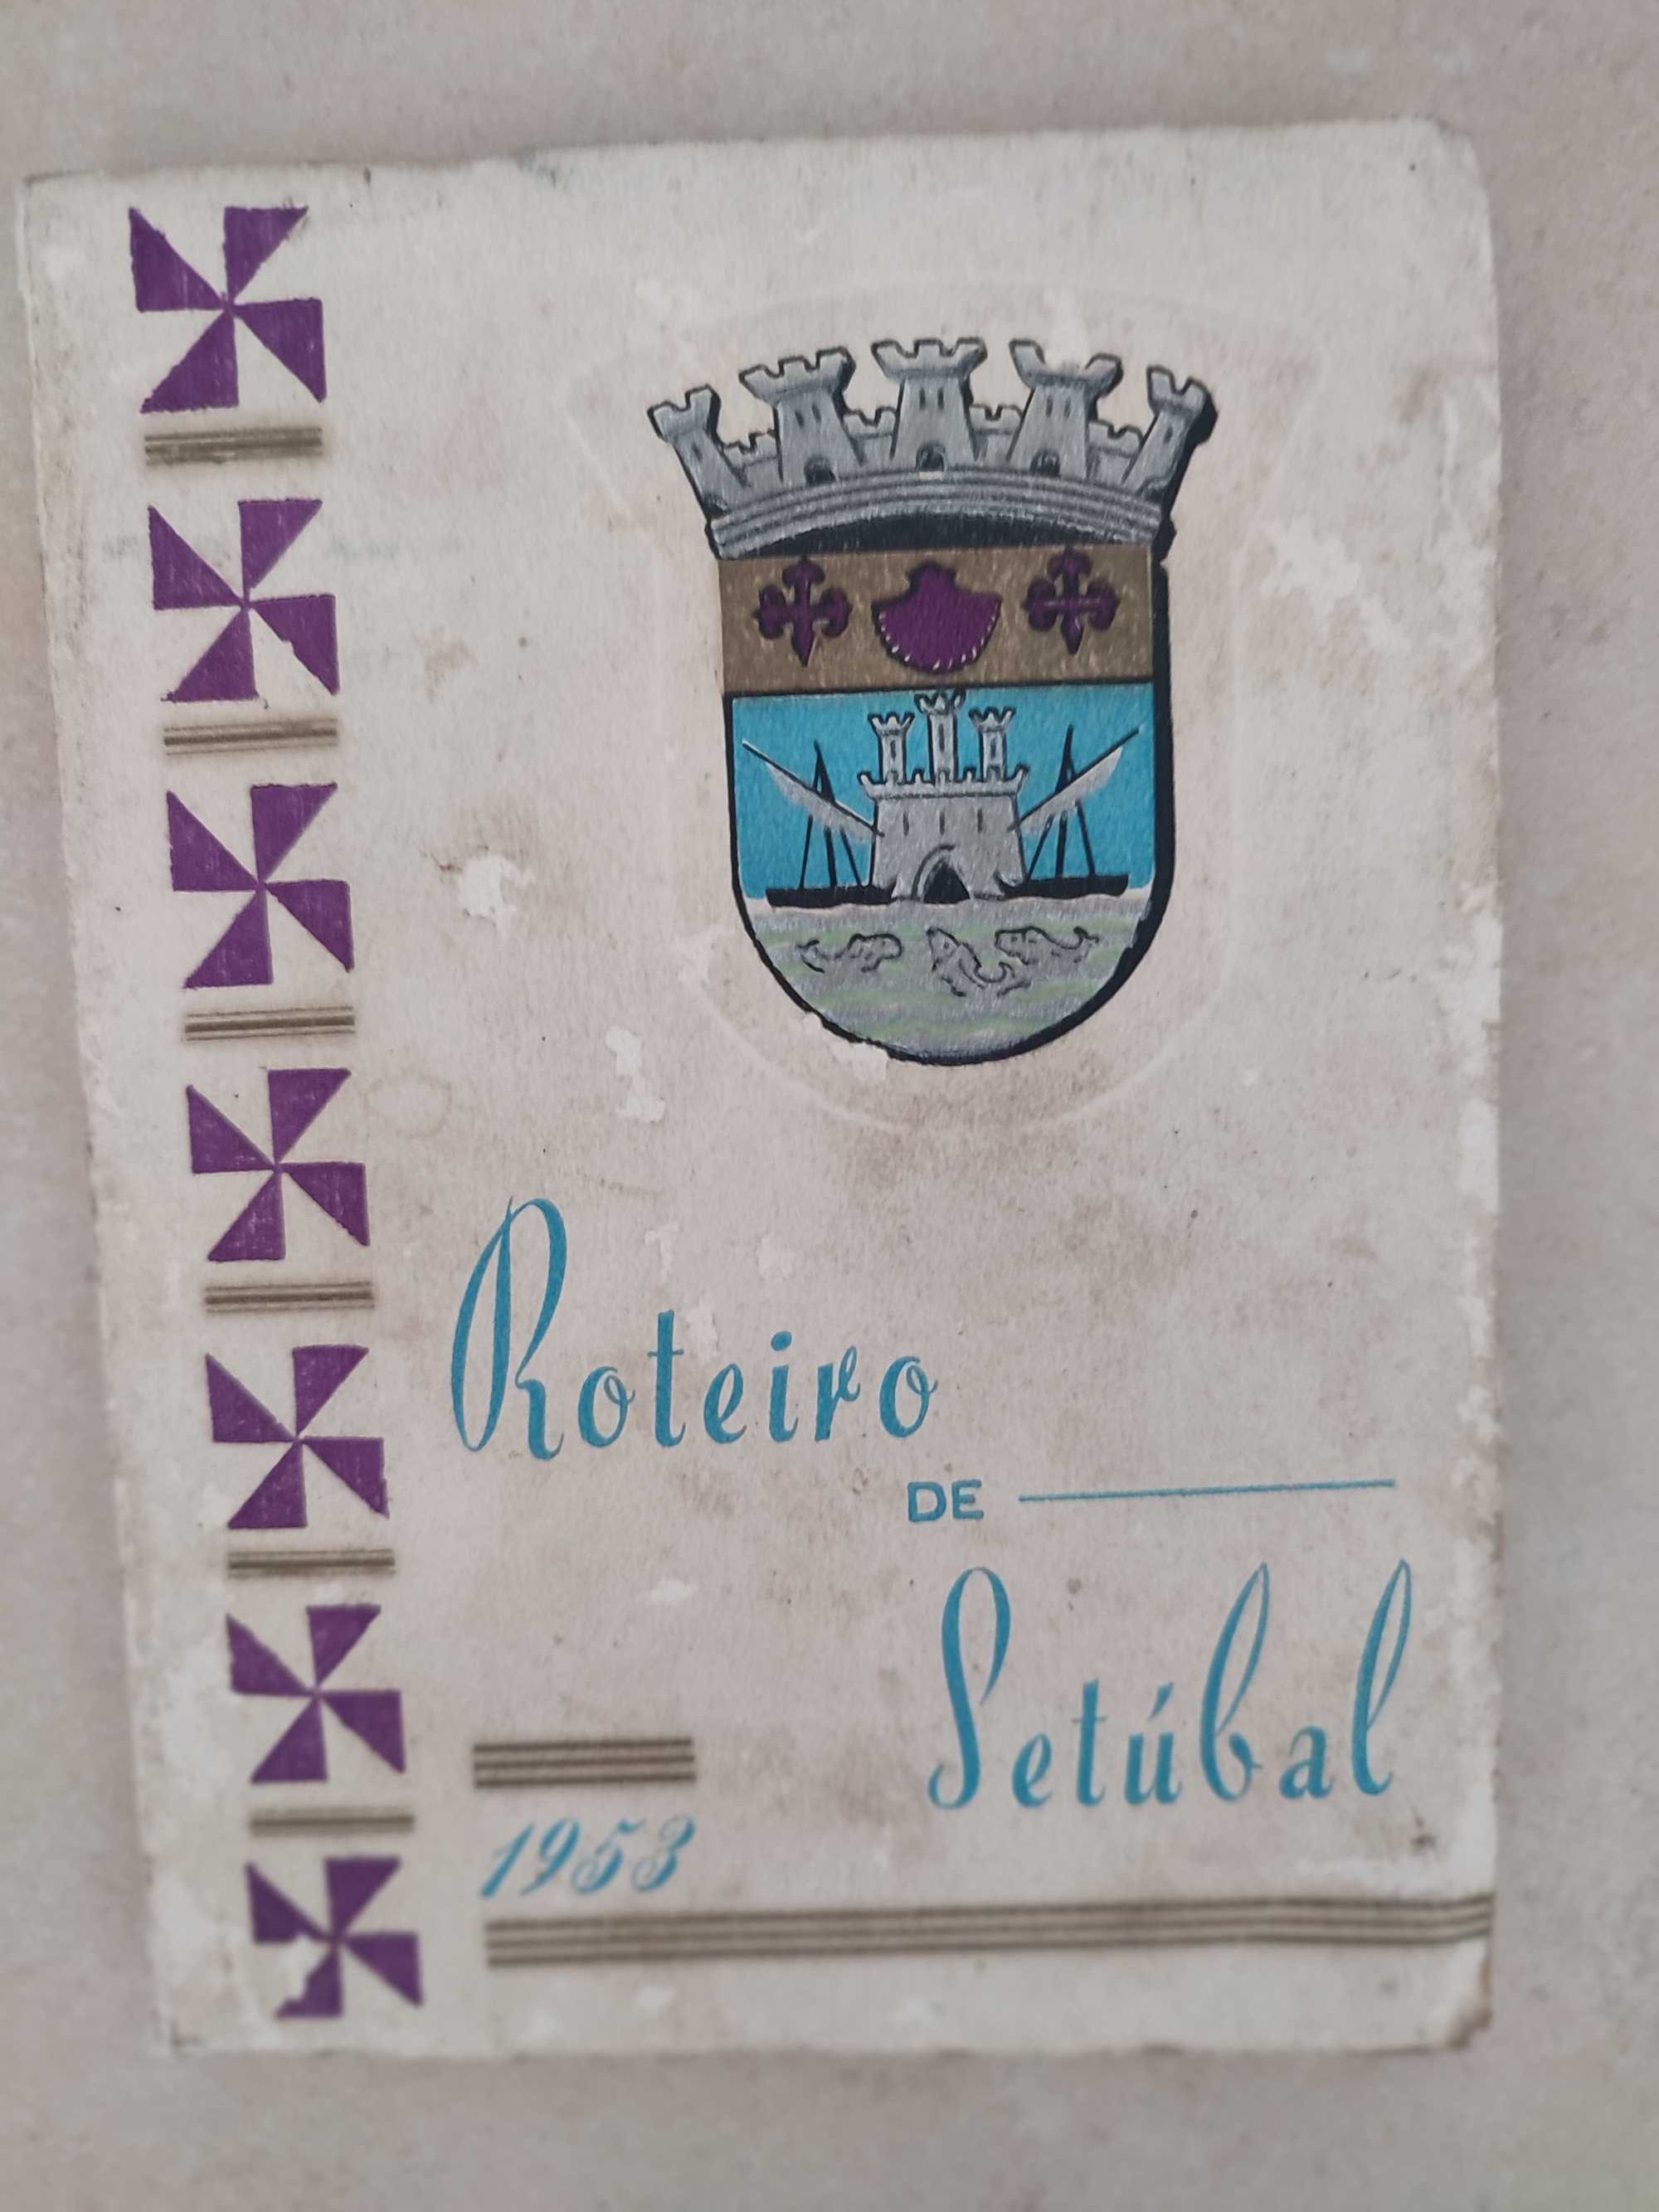 Roteiro
DE
Setúbal
1953